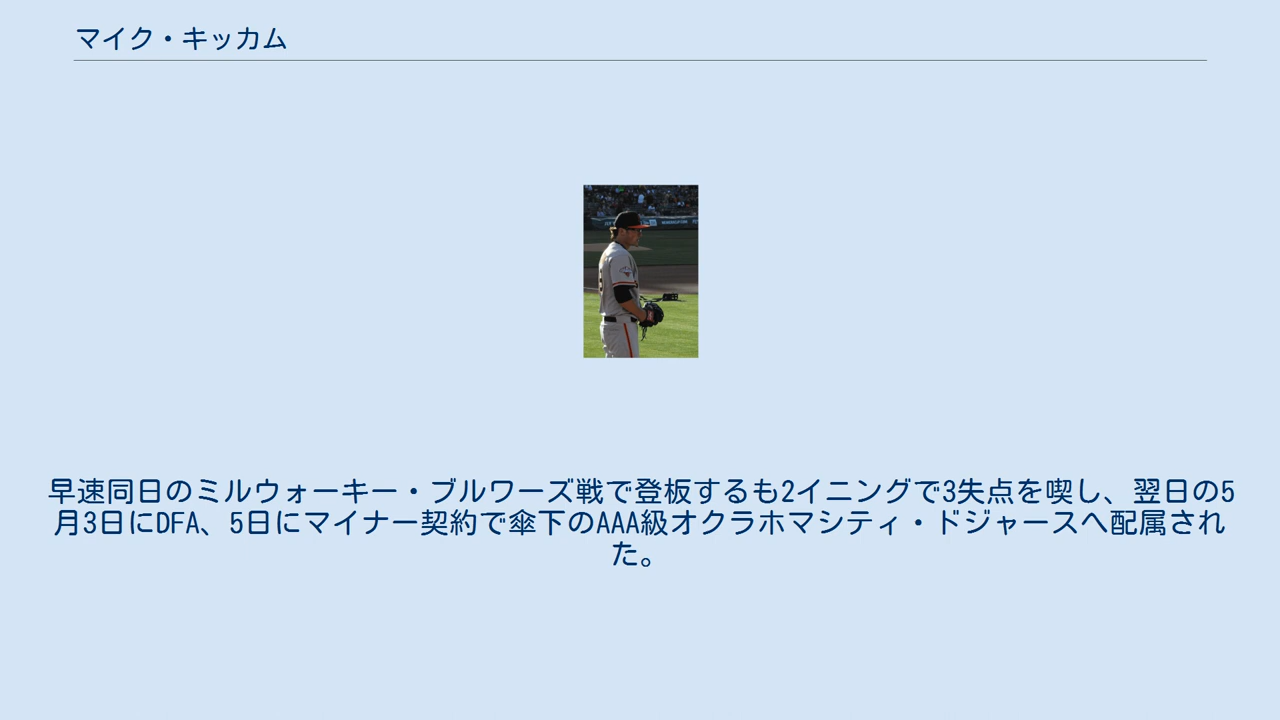 マイク・キッカム
早速同日のミルウォーキー・ブルワーズ戦で登板するも2イニングで3失点を喫し、翌日の5
月3日にDFA、5日にマイナー契約で傘下のAAA級オクラホマシティ・ドジャースへ配属され
た。